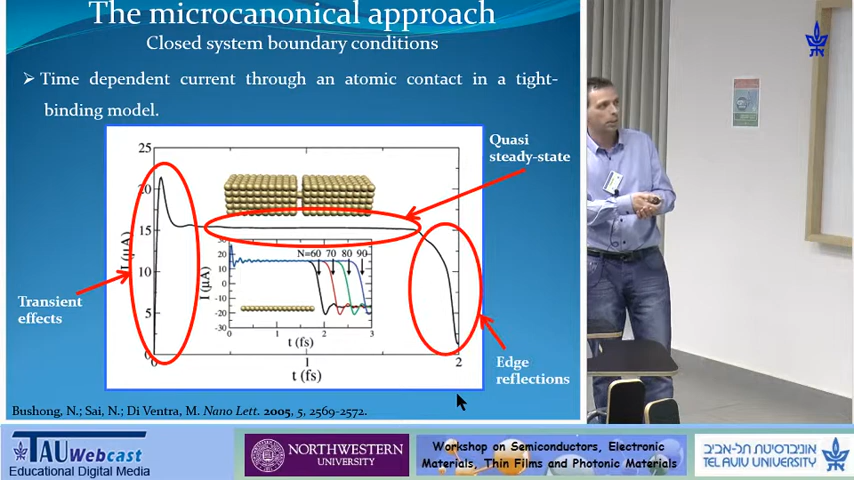 The microcanonical approach
Closed system boundary conditions
➢ Time dependent current through an atomic contact in a tight-
binding model.
Quasi
steady-state
25
20
15
10
5
0
I (μA)
0
1
2
t (fs)
30
20
10
0
-10
-20
-30
I (μA)
N=60 70 80 90
0 1 2 3
t (fs)
Transient
effects
Edge
reflections
Bushong, N.; Sai, N.; Di Ventra, M. Nano Lett. 2005, 5, 2569-2572.
TAU Webcast
Educational Digital Media
NORTHWESTERN
UNIVERSITY
Workshop on Semiconductors, Electronic
Materials, Thin Films and Photonic Materials
אוניברסיטת תל-אביב
TEL AVIV UNIVERSITY